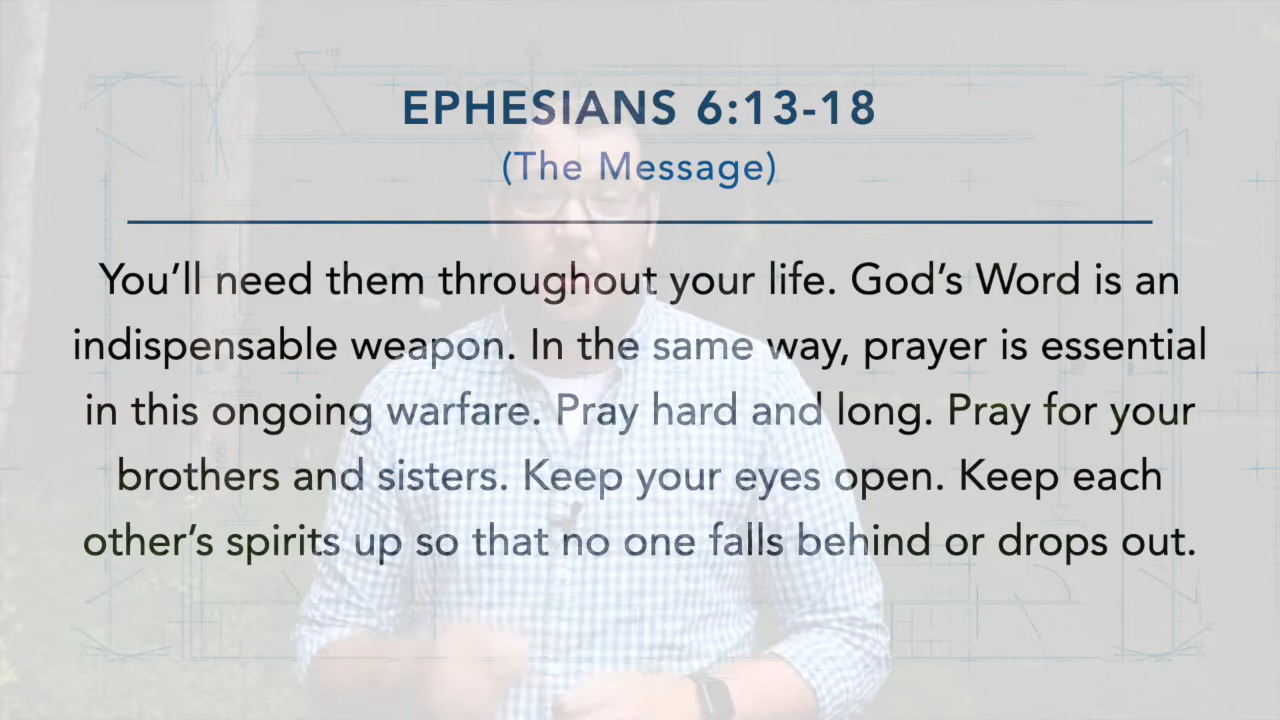 EPHESIANS 6:13-18
(The Message)
You’ll need them throughout your life. God’s Word is an
indispensable weapon. In the same way, prayer is essential
in this ongoing warfare. Pray hard and long. Pray for your
brothers and sisters. Keep your eyes open. Keep each
other’s spirits up so that no one falls behind or drops out.